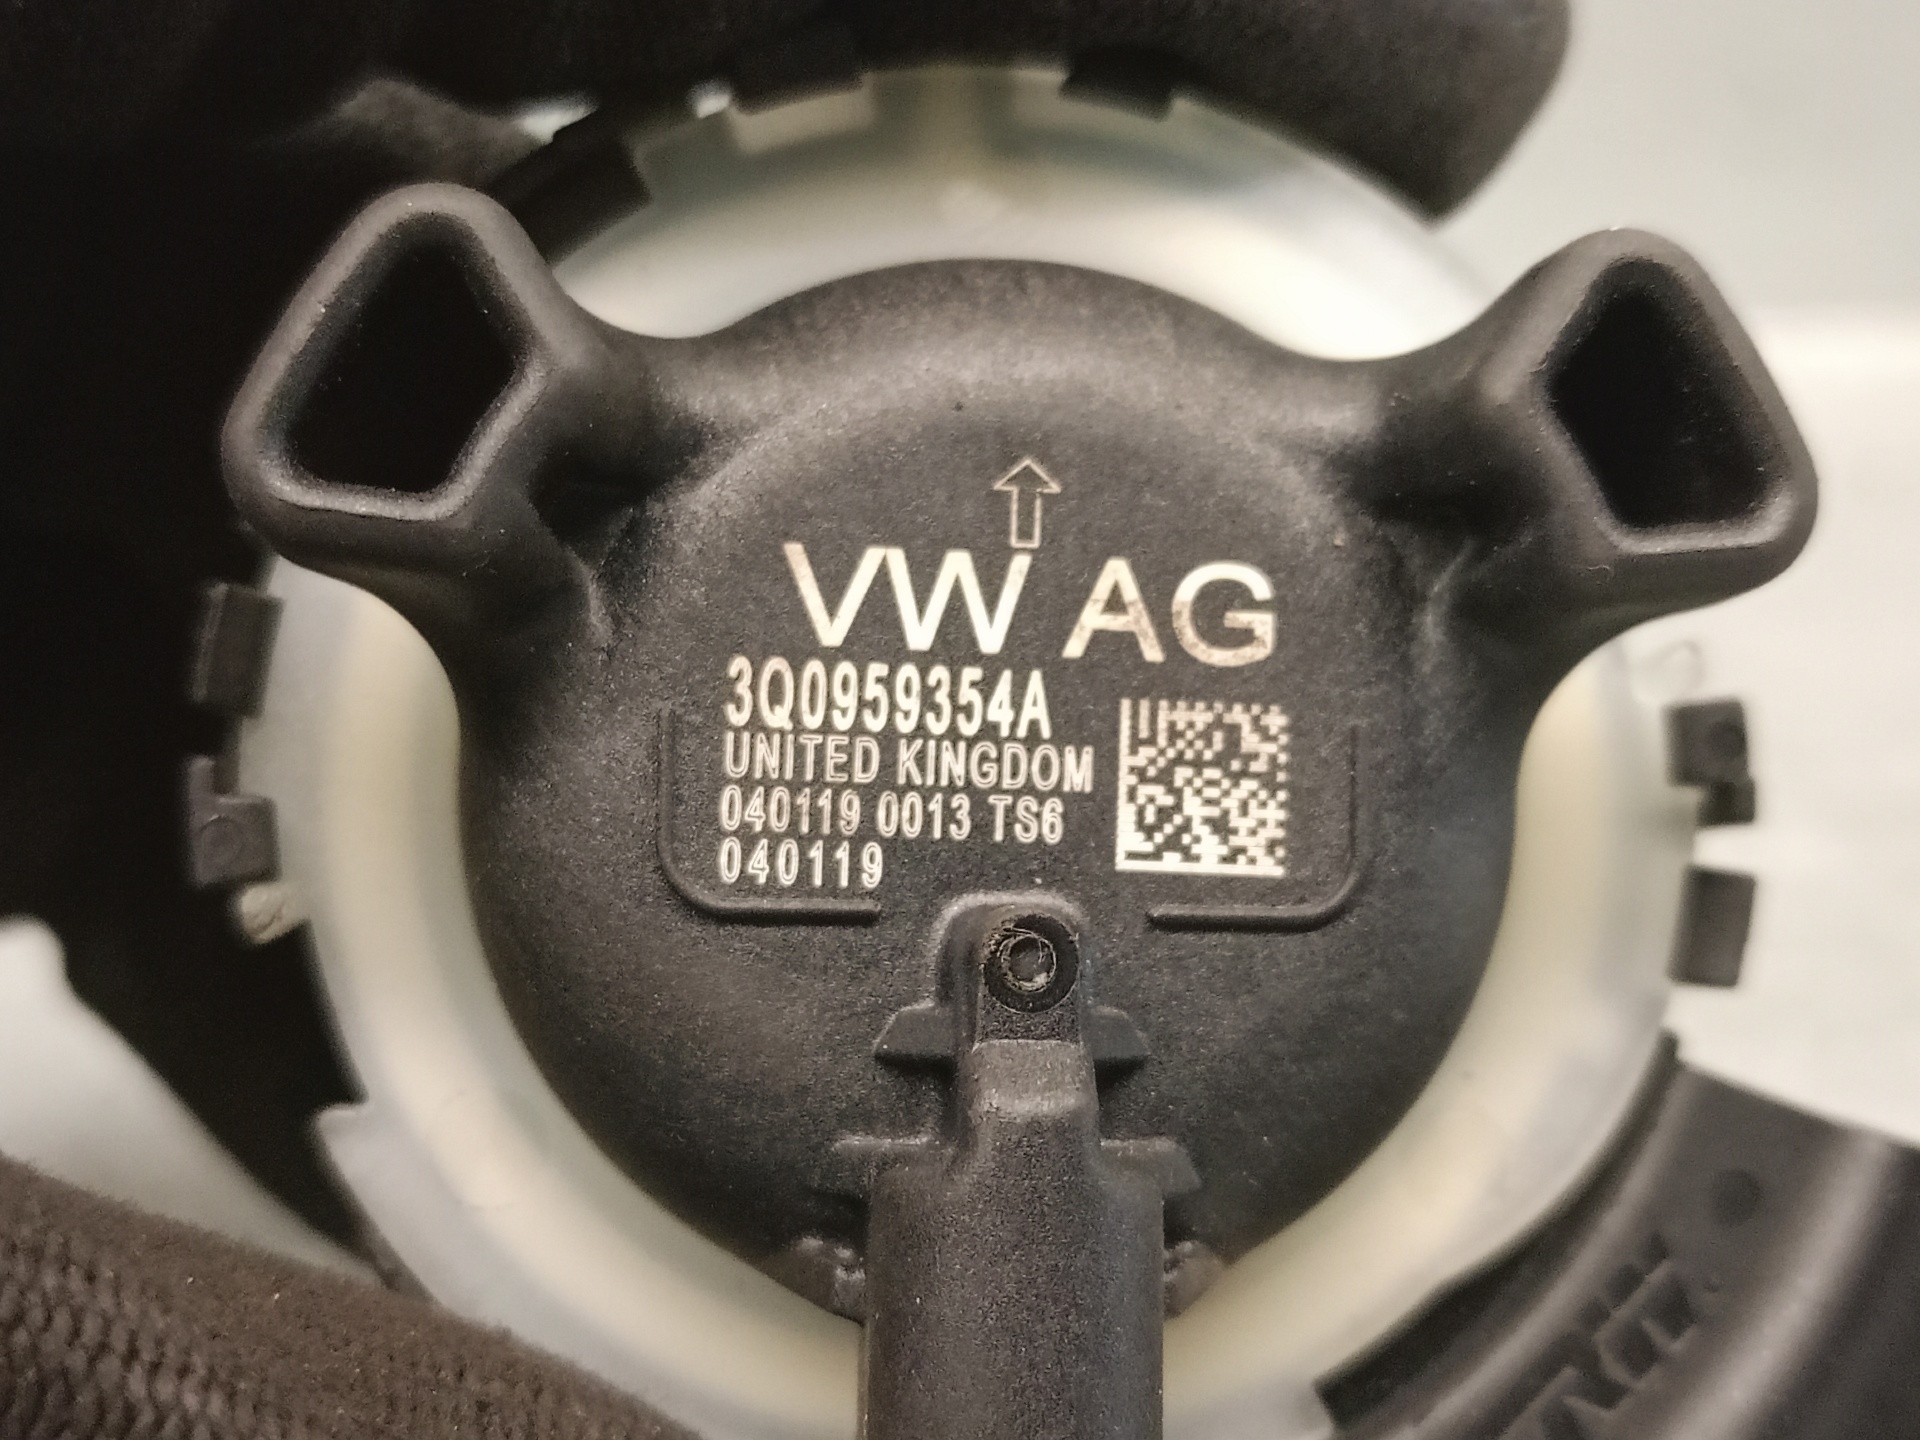 VW AG
3Q0959354A
UNITED KINGDOM
040119 0013 TS6
040119